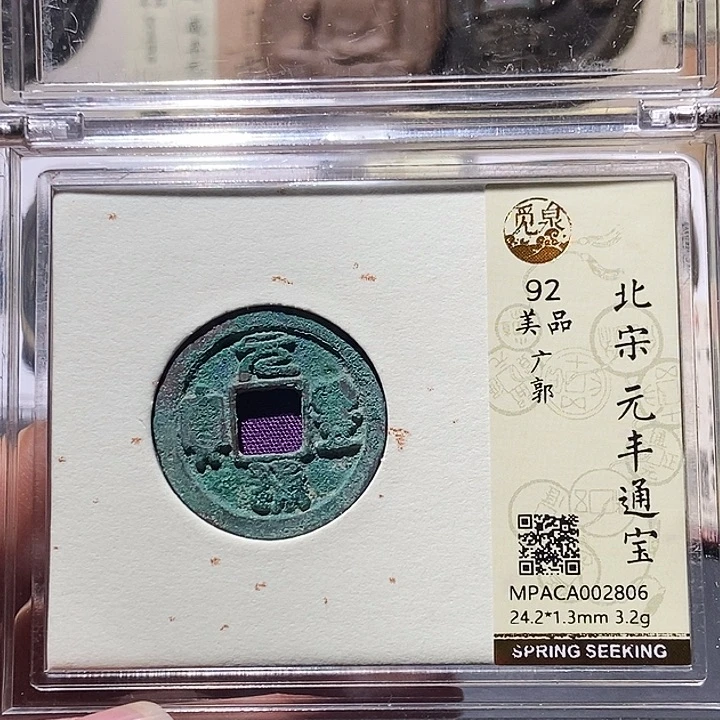 觅泉
92
美品
广郭
北宋 元丰通宝
MPACA002806
24.2*1.3mm 3.2g
SPRING SEEKING